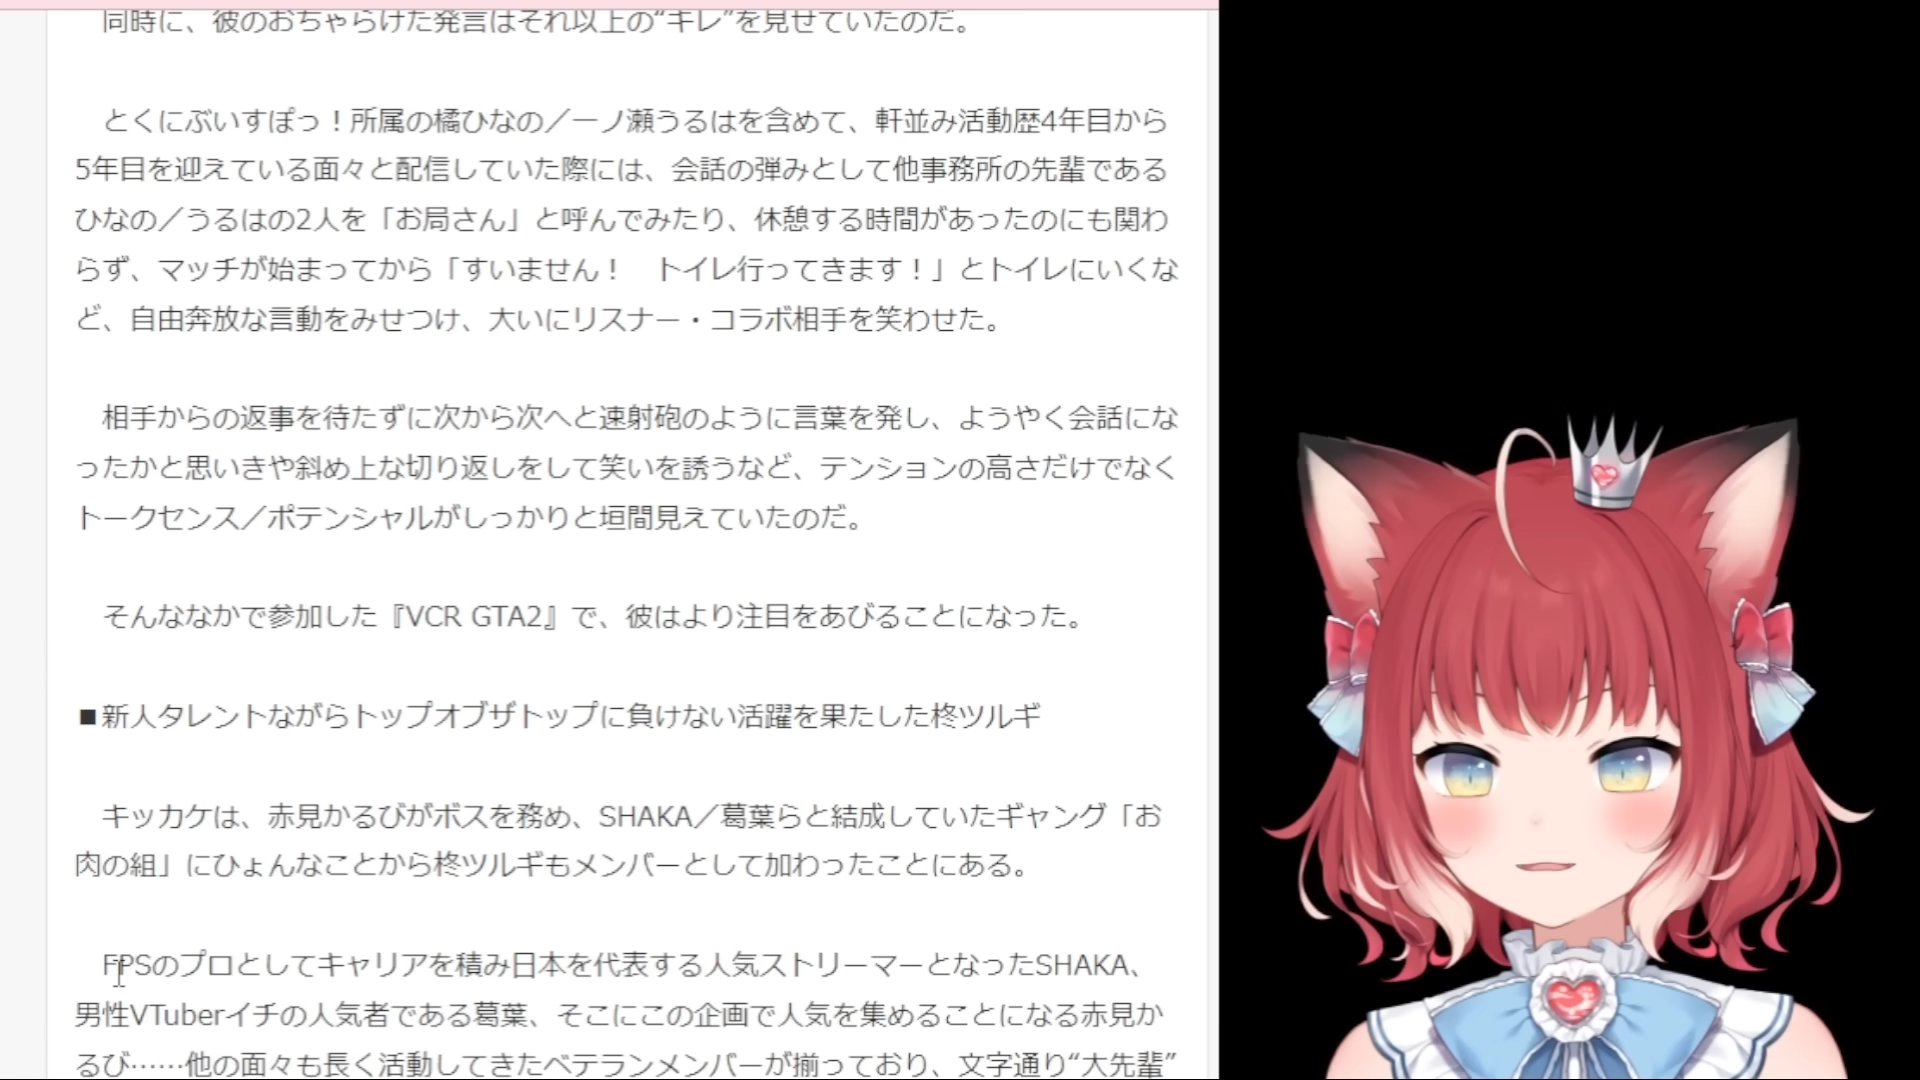 同時に、彼のおちゃらけた発言はそれ以上の“キレ”を見せていたのだ。
とくにぶいすぽっ！所属の橘ひなの／一ノ瀬うるはを含めて、軒並み活動歴4年目から
5年目を迎えている面々と配信していた際には、会話の弾みとして他事務所の先輩である
ひなの／うるはの2人を「お局さん」と呼んでみたり、休憩する時間があったのにも関わ
らず、マッチが始まってから「すいません！　トイレ行ってきます！」とトイレにいくな
ど、自由奔放な言動をみせつけ、大いにリスナー・コラボ相手を笑わせた。
相手からの返事を待たずに次から次へと速射砲のように言葉を発し、ようやく会話にな
ったかと思いきや斜め上な切り返しをして笑いを誘うなど、テンションの高さだけでなく
トークセンス／ポテンシャルがしっかりと垣間見えていたのだ。
そんななかで参加した『VCR GTA2』で、彼はより注目をあびることになった。
■新人タレントながらトップオブザトップに負けない活躍を果たした柊ツルギ
キッカケは、赤見かるびがボスを務め、SHAKA／葛葉らと結成していたギャング「お
肉の組」にひょんなことから柊ツルギもメンバーとして加わったことにある。
FPSのプロとしてキャリアを積み日本を代表する人気ストリーマーとなったSHAKA、
男性VTuberイチの人気者である葛葉、そこにこの企画で人気を集めることになる赤見か
るび……他の面々も長く活動してきたベテランメンバーが揃っており、文字通り“大先輩”